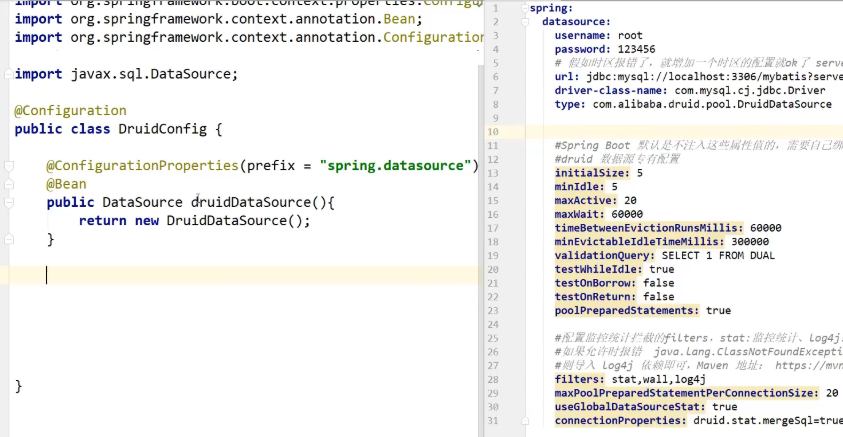 import org.springframework.boot.context.properties.Configu
import org.springframework.context.annotation.Bean;
import org.springframework.context.annotation.Configuration
import javax.sql.DataSource;
@Configuration
public class DruidConfig {
@ConfigurationProperties(prefix = "spring.datasource")
@Bean
public DataSource druidDataSource(){
return new DruidDataSource();
}
}
1 spring:
2 datasource:
3 username: root
4 password: 123456
5 # 假如时区报错了，就增加一个时区的配置就ok了 serve
6 url: jdbc:mysql://localhost:3306/mybatis?serve
7 driver-class-name: com.mysql.cj.jdbc.Driver
8 type: com.alibaba.druid.pool.DruidDataSource
9
10
11 #Spring Boot 默认是不注入这些属性值的，需要自己绑
12 #druid 数据源专有配置
13 initialSize: 5
14 minIdle: 5
15 maxActive: 20
16 maxWait: 60000
17 timeBetweenEvictionRunsMillis: 60000
18 minEvictableIdleTimeMillis: 300000
19 validationQuery: SELECT 1 FROM DUAL
20 testWhileIdle: true
21 testOnBorrow: false
22 testOnReturn: false
23 poolPreparedStatements: true
24
25 #配置监控统计拦截的filters，stat:监控统计、log4j:
26 #如果允许时报错 java.lang.ClassNotFoundExcepti
27 #则导入 log4j 依赖即可，Maven 地址： https://mvn
28 filters: stat,wall,log4j
29 maxPoolPreparedStatementPerConnectionSize: 20
30 useGlobalDataSourceStat: true
31 connectionProperties: druid.stat.mergeSql=true